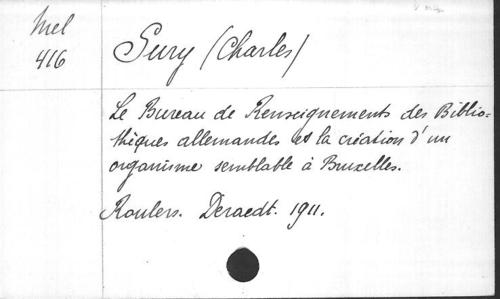 Mel
416
Sury (Charles)
Le Bureau de Renseignements des Biblio-
thèques allemandes et la création d'un
organisme semblable à Bruxelles.
Roulers. Deraedt. 1911.